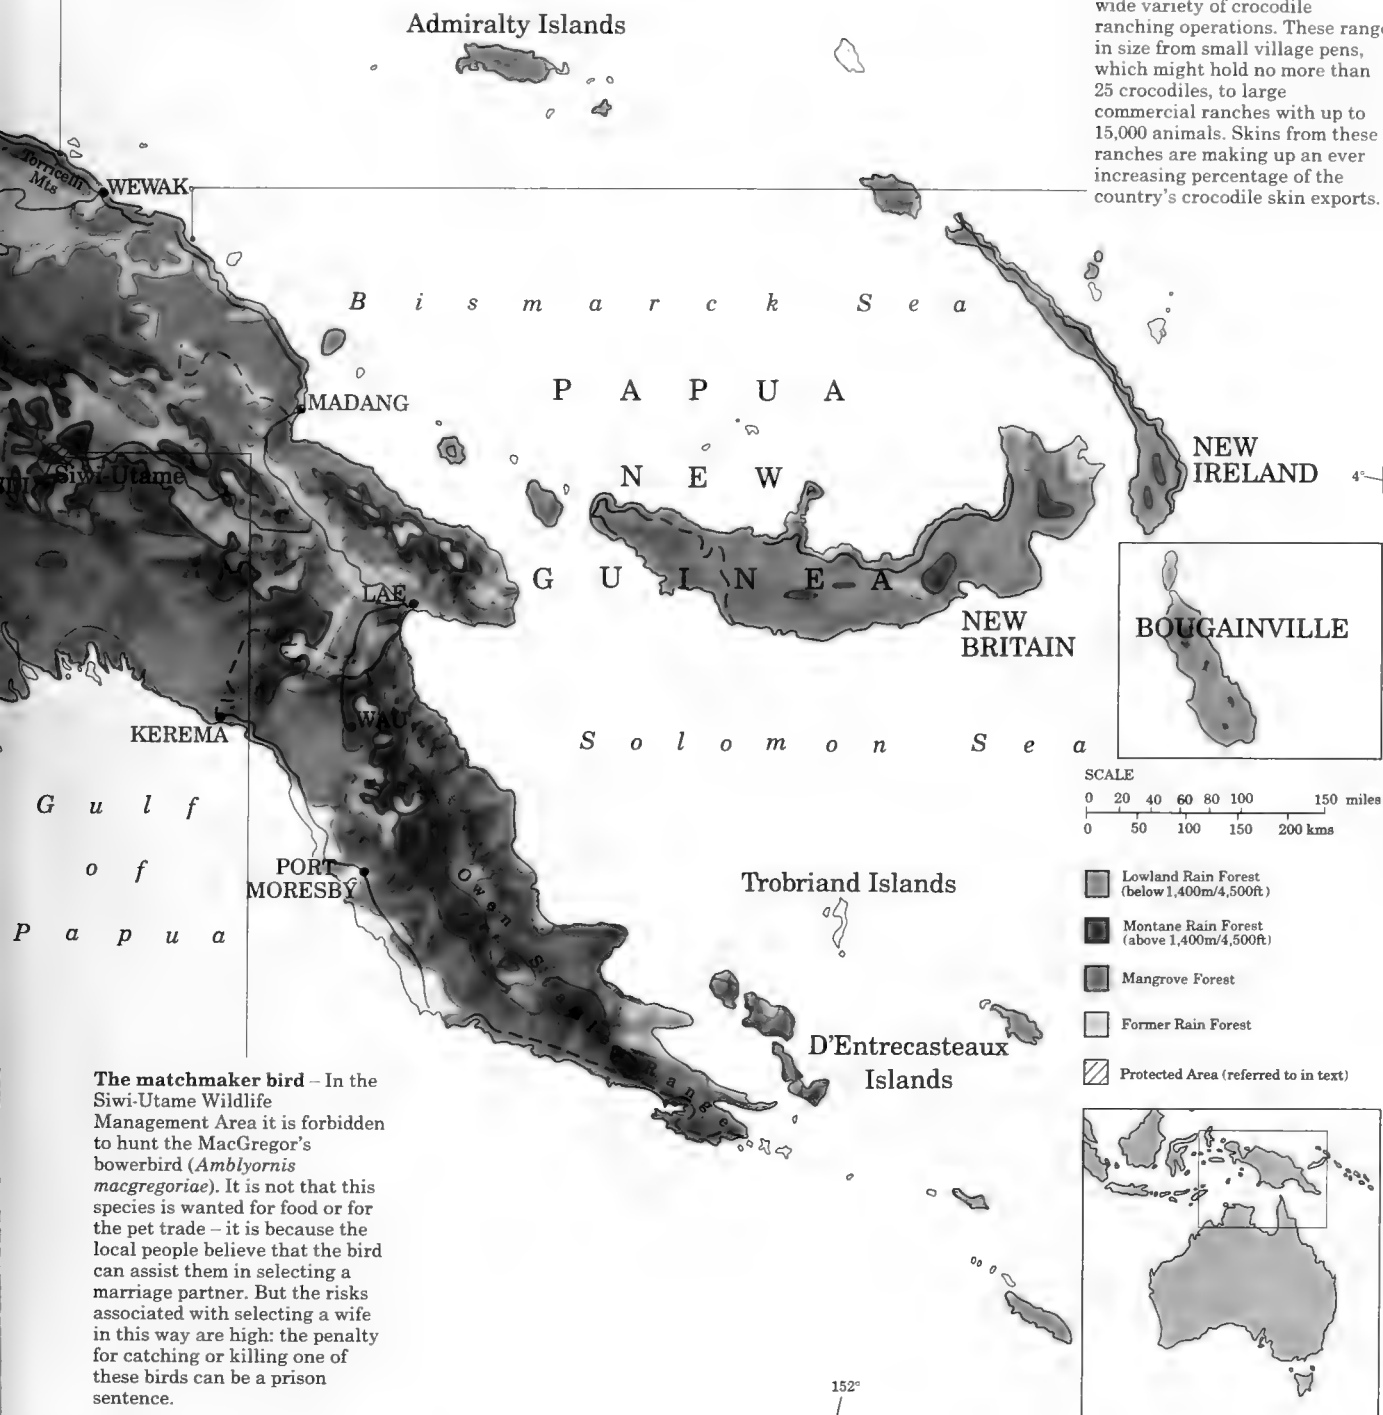 wide variety of crocodile
ranching operations. These range
in size from small village pens,
which might hold no more than
25 crocodiles, to large
commercial ranches with up to
15,000 animals. Skins from these
ranches are making up an ever
increasing percentage of the
country's crocodile skin exports.
Admiralty Islands
Torricelli
Mts
WEWAK
Bismarck Sea
PAPUA
MADANG
NEW
NEW
IRELAND
4°
Siwi-Utame
GUINEA
LAE
NEW
BRITAIN
BOUGAINVILLE
WAU
KEREMA
Solomon Sea
Gulf
of
Papua
SCALE
0 20 40 60 80 100 150 miles
0 50 100 150 200 kms
PORT
MORESBY
Owen Stanley Range
Trobriand Islands
Lowland Rain Forest
(below 1,400m/4,500ft)
Montane Rain Forest
(above 1,400m/4,500ft)
Mangrove Forest
Former Rain Forest
Protected Area (referred to in text)
D'Entrecasteaux
Islands
The matchmaker bird – In the
Siwi-Utame Wildlife
Management Area it is forbidden
to hunt the MacGregor's
bowerbird (Amblyornis
macgregoriae). It is not that this
species is wanted for food or for
the pet trade – it is because the
local people believe that the bird
can assist them in selecting a
marriage partner. But the risks
associated with selecting a wife
in this way are high: the penalty
for catching or killing one of
these birds can be a prison
sentence.
152°